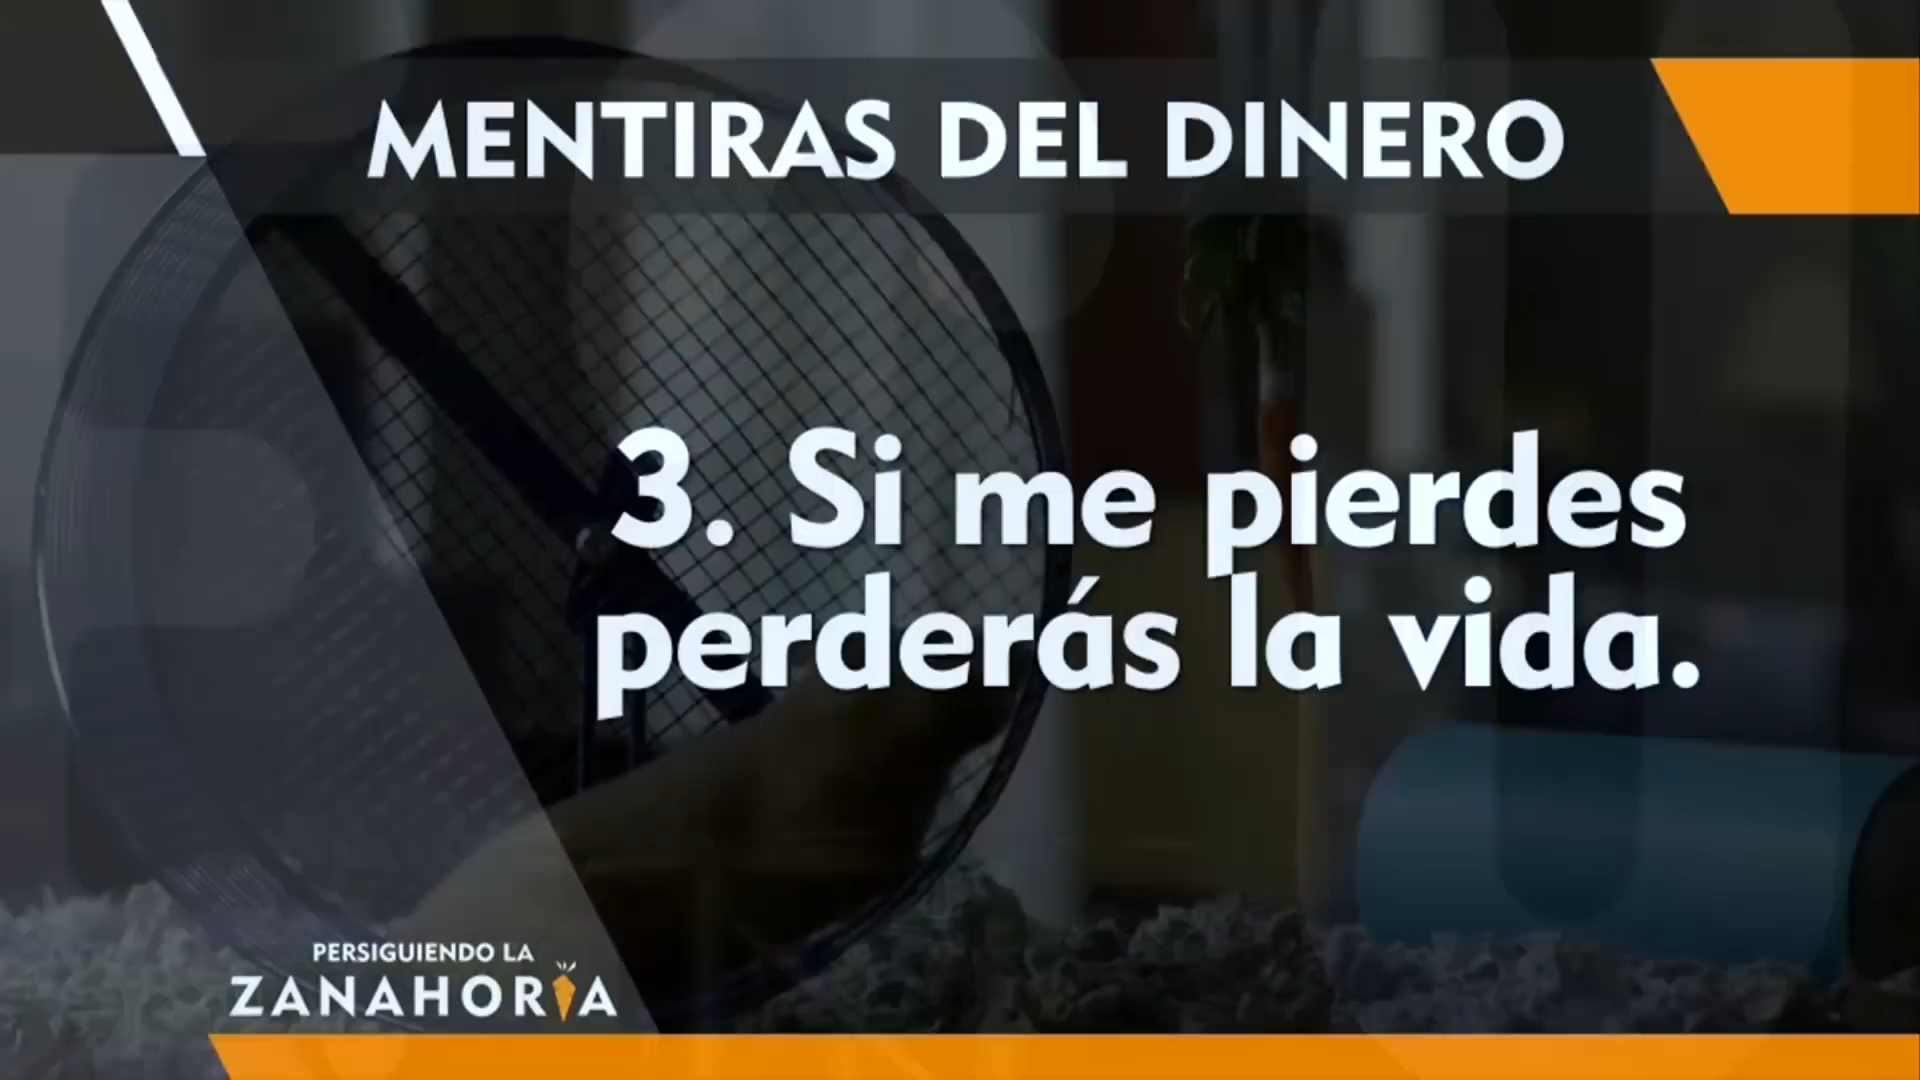 MENTIRAS DEL DINERO
3. Si me pierdes
perderás la vida.
PERSIGUIENDO LA
ZANAHORIA